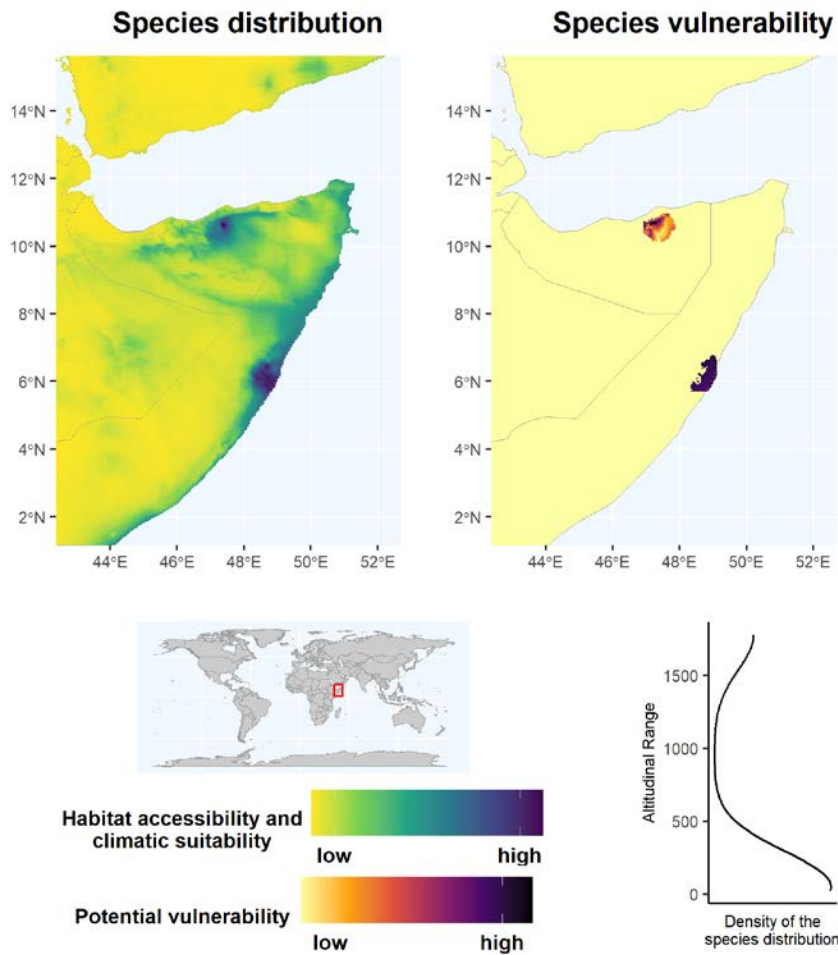 Species distribution
Species vulnerability
14°N
12°N
10°N
8°N
6°N
4°N
2°N
44°E
46°E
48°E
50°E
52°E
14°N
12°N
10°N
8°N
6°N
4°N
2°N
44°E
46°E
48°E
50°E
52°E
Habitat accessibility and
climatic suitability
low
high
Potential vulnerability
low
high
Altitudinal Range
1500
1000
500
0
Density of the
species distribution